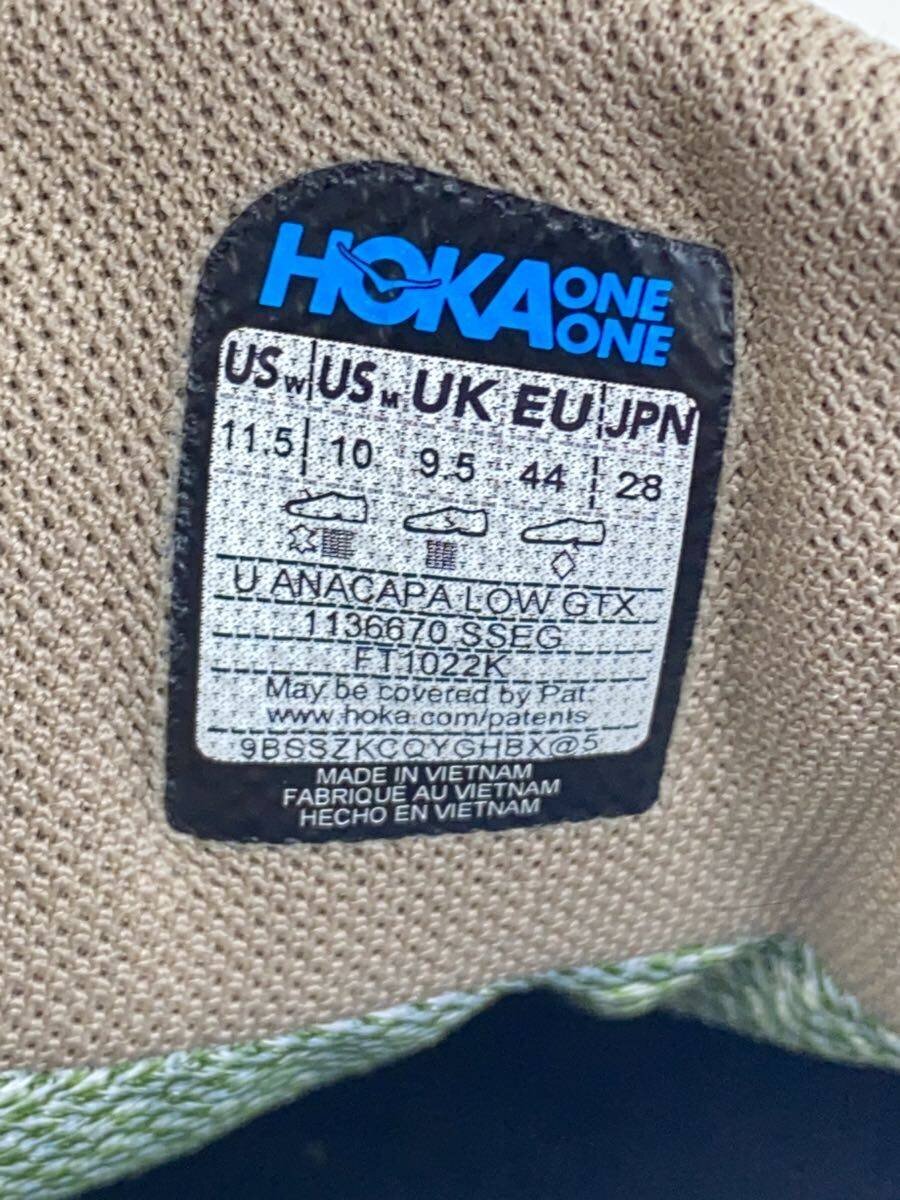 HOKA ONE ONE
USW USM UK EU JPN
11.5 10 9.5 44 28
U ANACAPA LOW GTX
1136670 SSEG
FT1022K
May be covered by Pat:
www.hoka.com/patents
9BSSZKCQYGHBX@5
MADE IN VIETNAM
FABRIQUE AU VIETNAM
HECHO EN VIETNAM